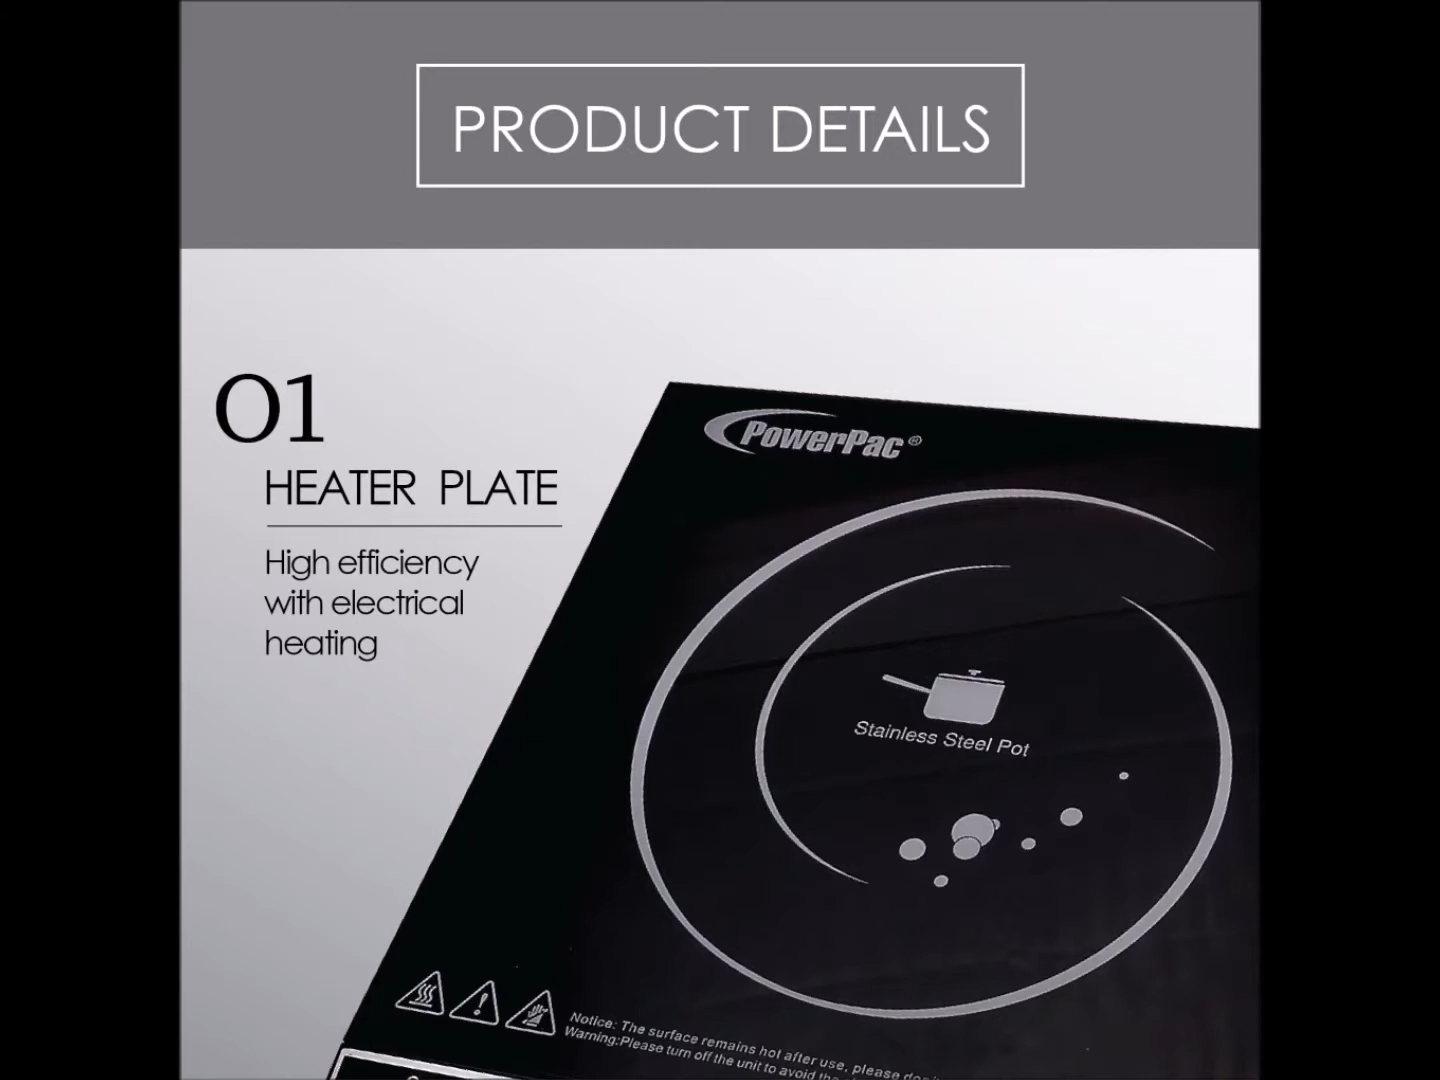 PRODUCT DETAILS
01
HEATER PLATE
High efficiency
with electrical
heating
PowerPac®
Stainless Steel Pot
Notice: The surface remains hot after use, please
Warning:Please turn off the unit to avoid the